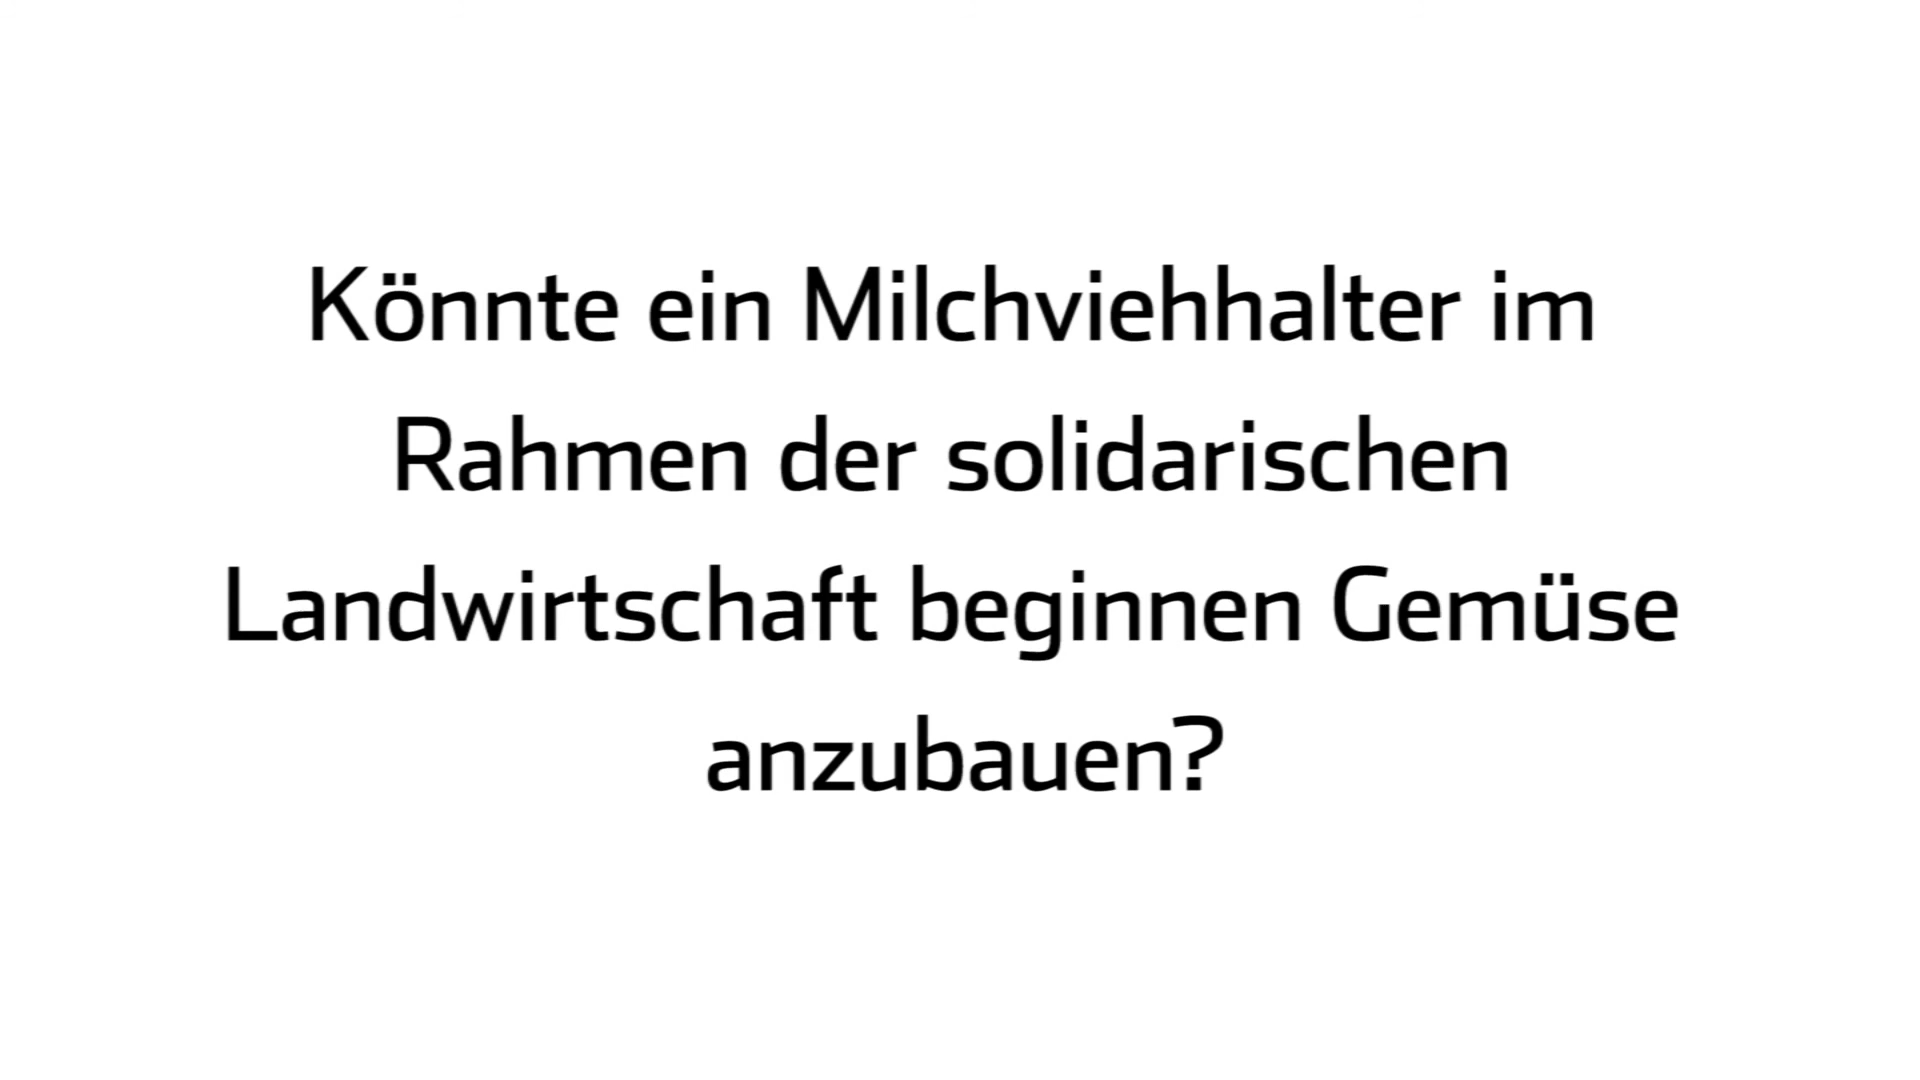 Könnte ein Milchviehhalter im
Rahmen der solidarischen
Landwirtschaft beginnen Gemüse
anzubauen?